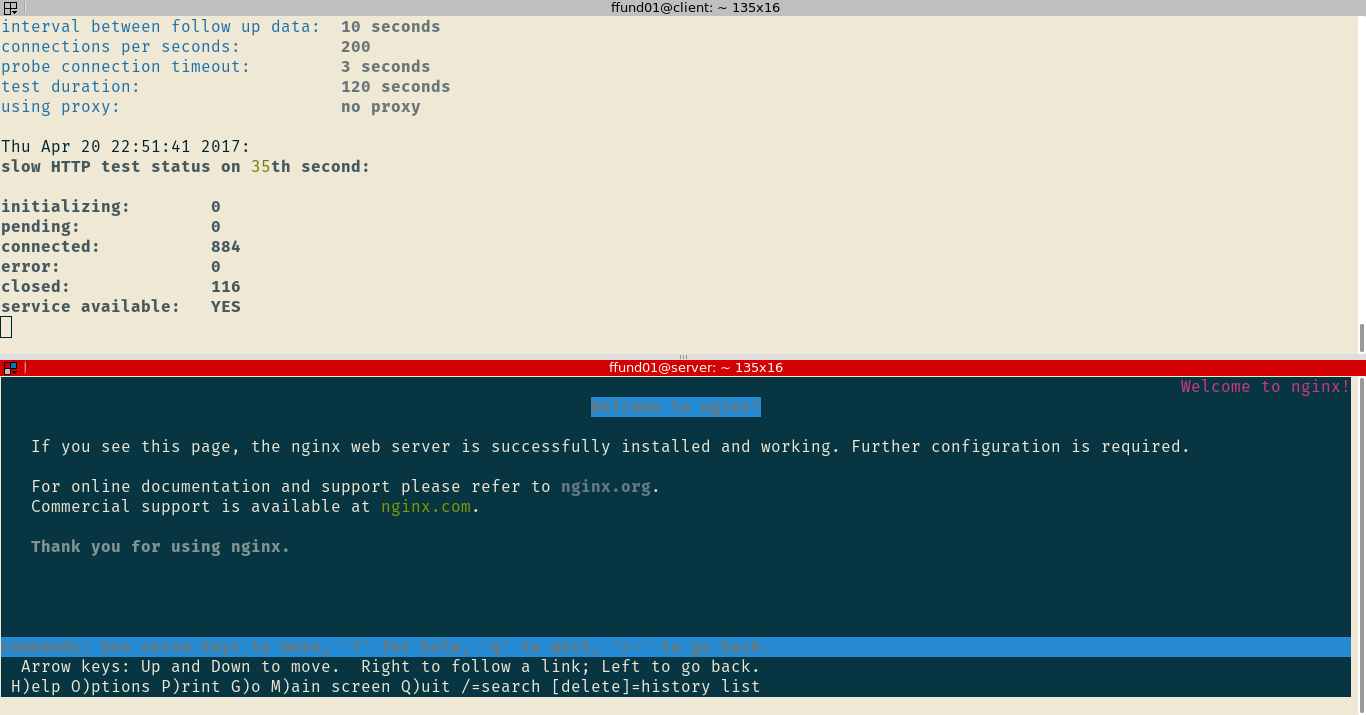 ffund01@client: ~ 135x16
interval between follow up data:  10 seconds
connections per seconds:          200
probe connection timeout:         3 seconds
test duration:                    120 seconds
using proxy:                      no proxy
Thu Apr 20 22:51:41 2017:
slow HTTP test status on 35th second:
initializing:        0
pending:             0
connected:           884
error:               0
closed:              116
service available:   YES
ffund01@server: ~ 135x16
Welcome to nginx!
Welcome to nginx!
If you see this page, the nginx web server is successfully installed and working. Further configuration is required.
For online documentation and support please refer to nginx.org.
Commercial support is available at nginx.com.
Thank you for using nginx.
Commands: Use arrow keys to move, '?' for help, 'q' to quit, '<-' to go back.
Arrow keys: Up and Down to move.  Right to follow a link; Left to go back.
H)elp O)ptions P)rint G)o M)ain screen Q)uit /=search [delete]=history list